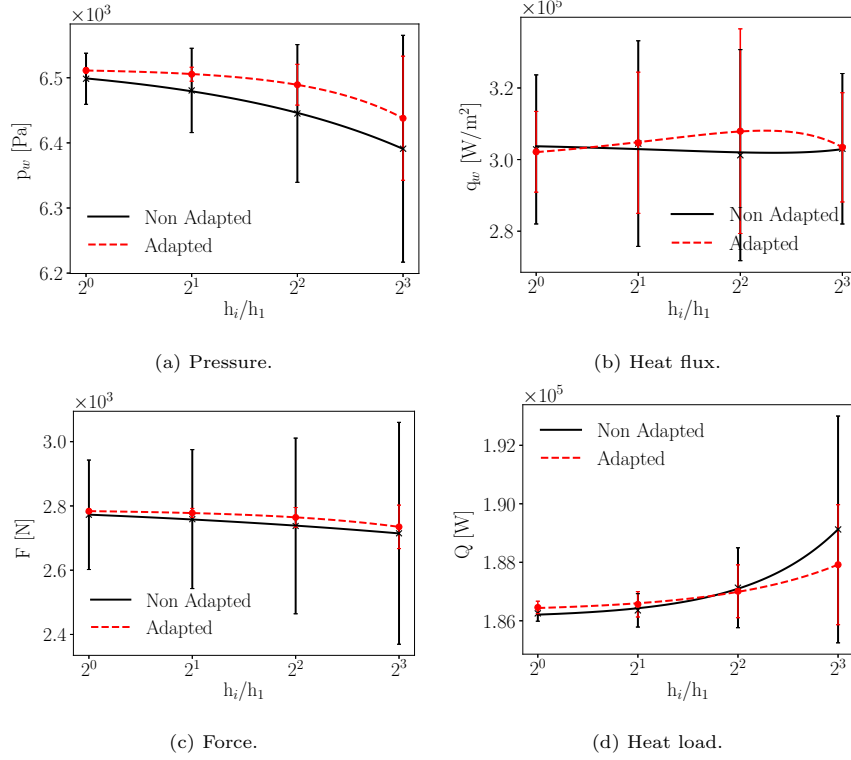 ×10³
6.5
6.4
6.3
6.2
p_w [Pa]
Non Adapted
Adapted
2⁰ 2¹ 2² 2³
h_i/h_1
(a) Pressure.
×10⁵
3.2
3.0
2.8
q_w [W/m²]
Non Adapted
Adapted
2⁰ 2¹ 2² 2³
h_i/h_1
(b) Heat flux.
×10³
3.0
2.8
2.6
2.4
F [N]
Non Adapted
Adapted
2⁰ 2¹ 2² 2³
h_i/h_1
(c) Force.
×10⁵
1.92
1.90
1.88
1.86
Q [W]
Non Adapted
Adapted
2⁰ 2¹ 2² 2³
h_i/h_1
(d) Heat load.